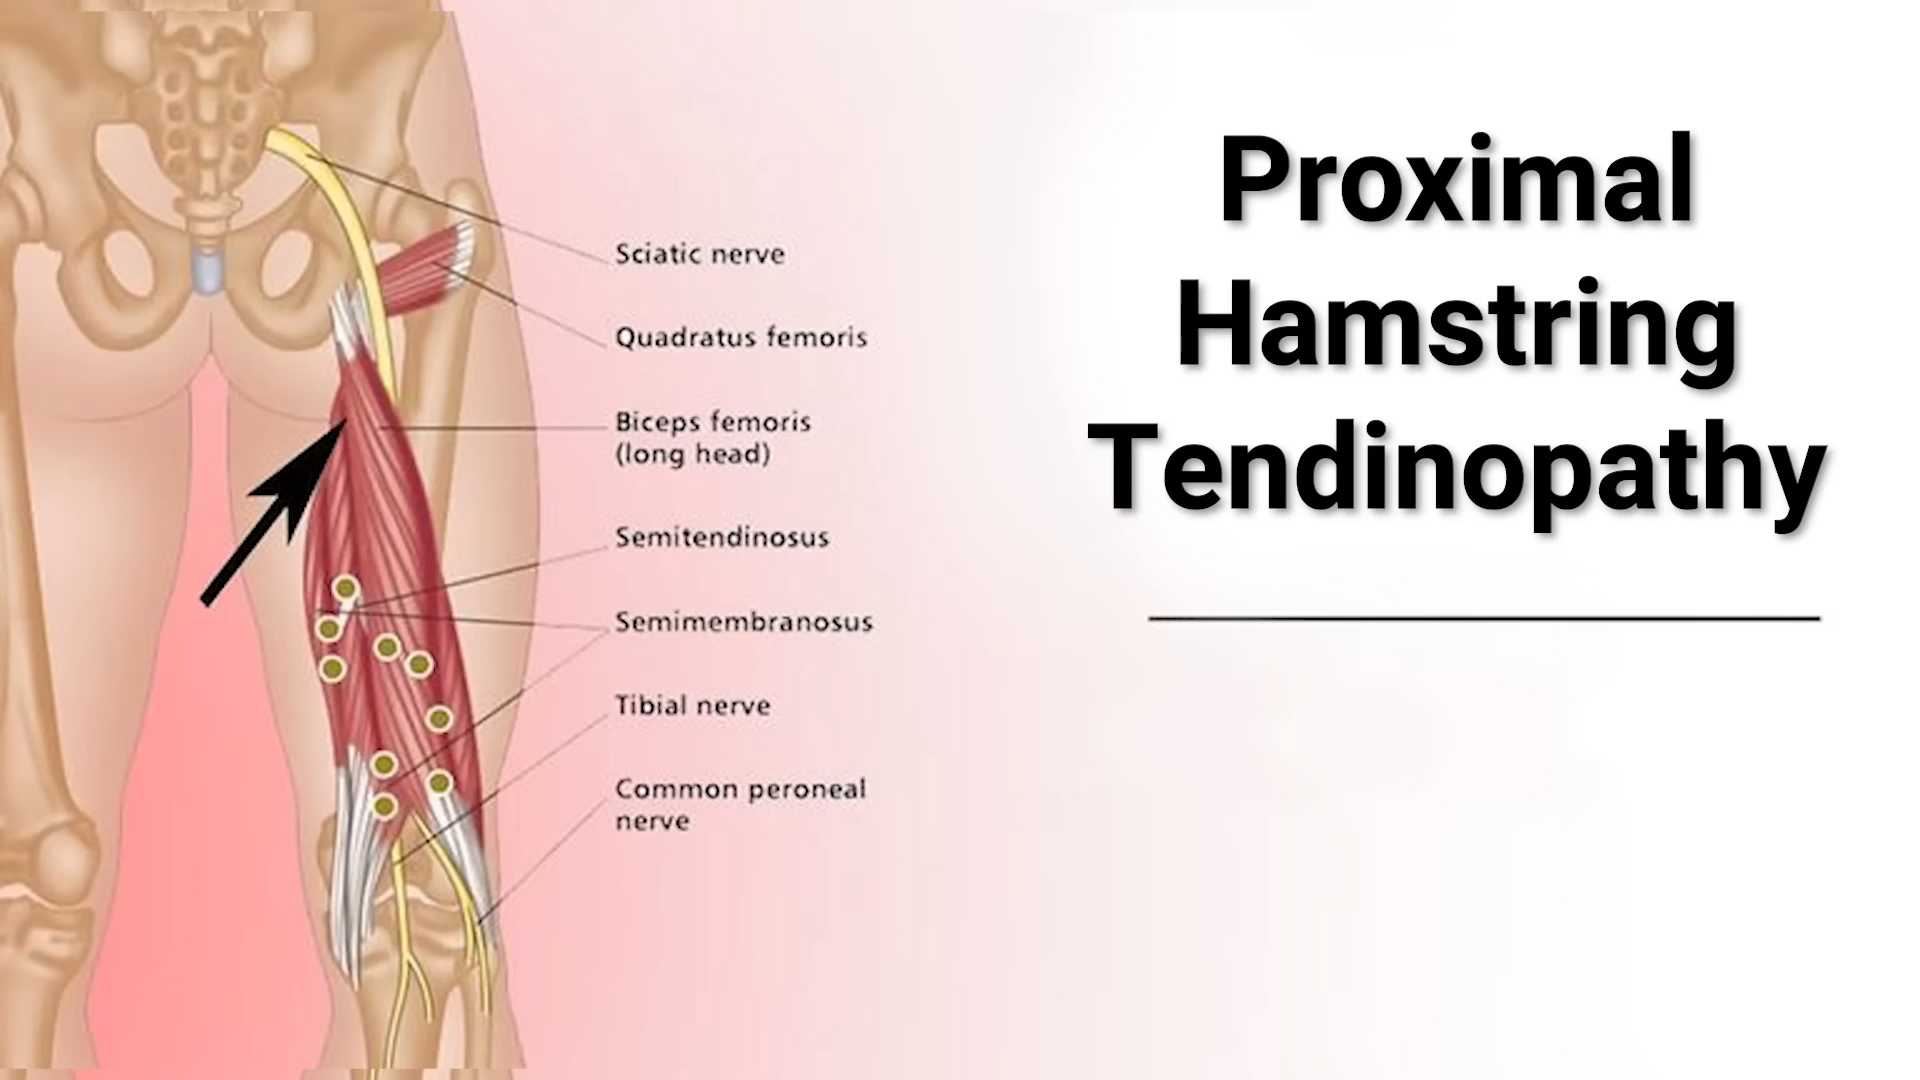 Sciatic nerve
Quadratus femoris
Biceps femoris
(long head)
Semitendinosus
Semimembranosus
Tibial nerve
Common peroneal
nerve
Proximal
Hamstring
Tendinopathy